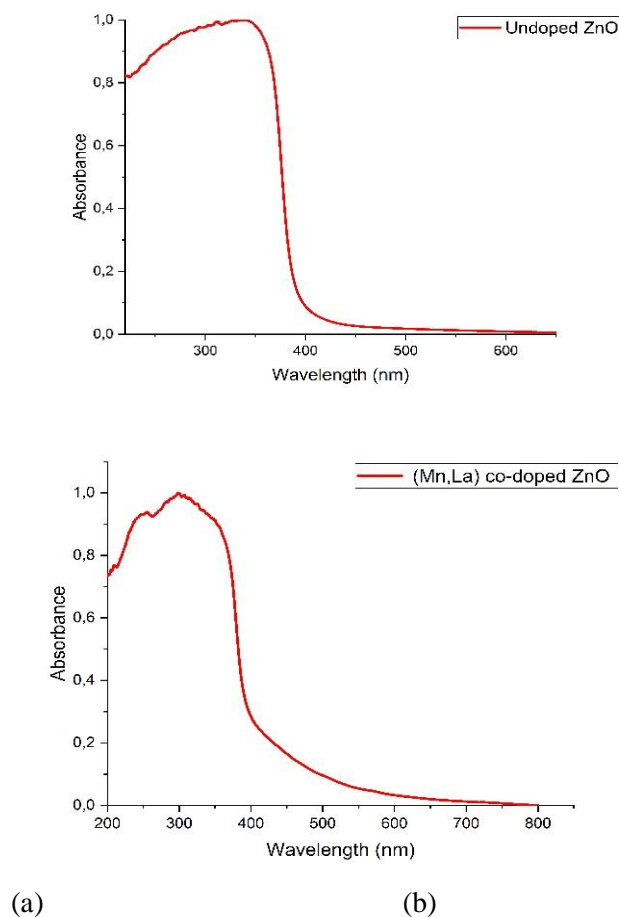 Undoped ZnO
1,0
0,8
0,6
0,4
0,2
0,0
Absorbance
300 400 500 600
Wavelength (nm)
(Mn,La) co-doped ZnO
1,0
0,8
0,6
0,4
0,2
0,0
Absorbance
200 300 400 500 600 700 800
Wavelength (nm)
(a) (b)